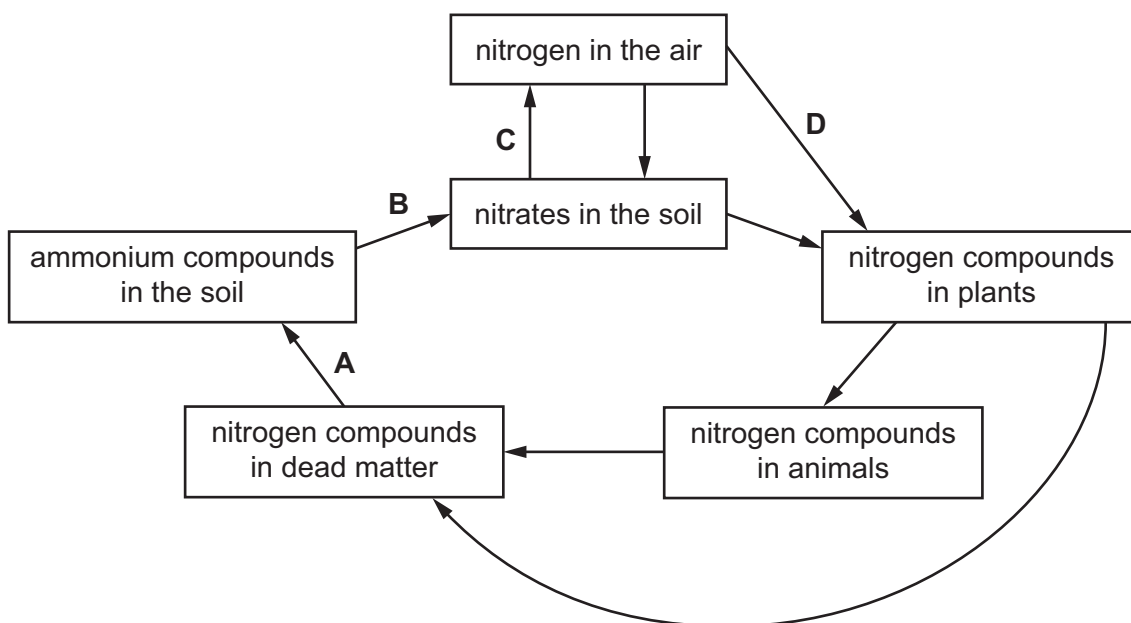 nitrogen in the air
C
D
B
nitrates in the soil
ammonium compounds
in the soil
nitrogen compounds
in plants
A
nitrogen compounds
in dead matter
nitrogen compounds
in animals